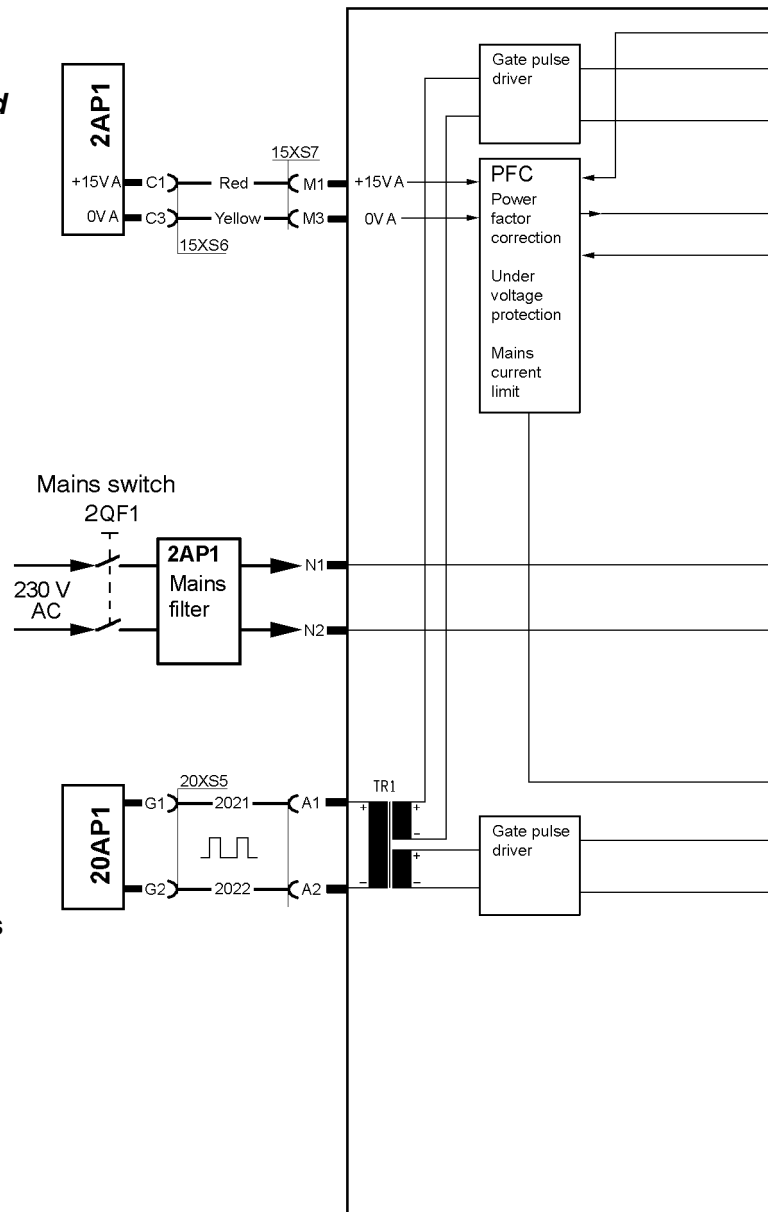 d
2AP1
+15V A
C1
Red
15XS7
M1
+15V A
0V A
C3
Yellow
M3
0V A
15XS6
Gate pulse
driver
PFC
Power
factor
correction
Under
voltage
protection
Mains
current
limit
Mains switch
2QF1
230 V
AC
2AP1
Mains
filter
N1
N2
20AP1
G1
20XS5
2021
A1
G2
2022
A2
TR1
+
+
–
+
–
–
Gate pulse
driver
s